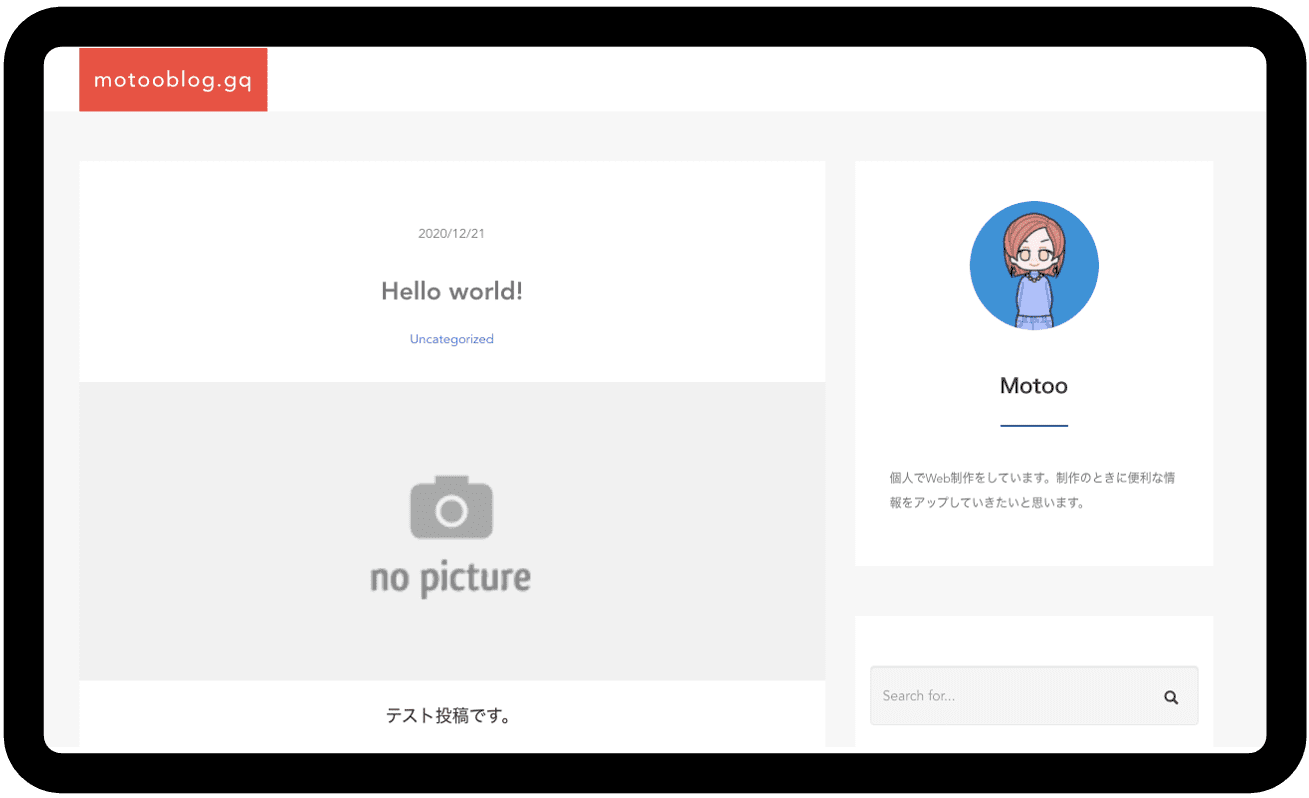 motooblog.gq
2020/12/21
Hello world!
Uncategorized
no picture
テスト投稿です。
Motoo
個人でWeb制作をしています。制作のときに便利な情
報をアップしていきたいと思います。
Search for...